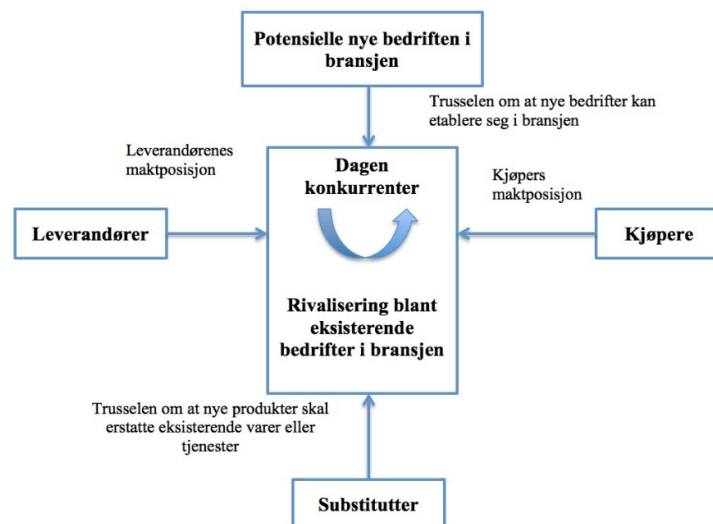 Potensielle nye bedriften i
bransjen
Trusselen om at nye bedrifter kan
etablere seg i bransjen
Leverandørenes
maktposisjon
Dagen
konkurrenter
Kjøpers
maktposisjon
Leverandører
Kjøpere
Rivalisering blant
eksisterende
bedrifter i bransjen
Trusselen om at nye produkter skal
erstatte eksisterende varer eller
tjenester
Substitutter